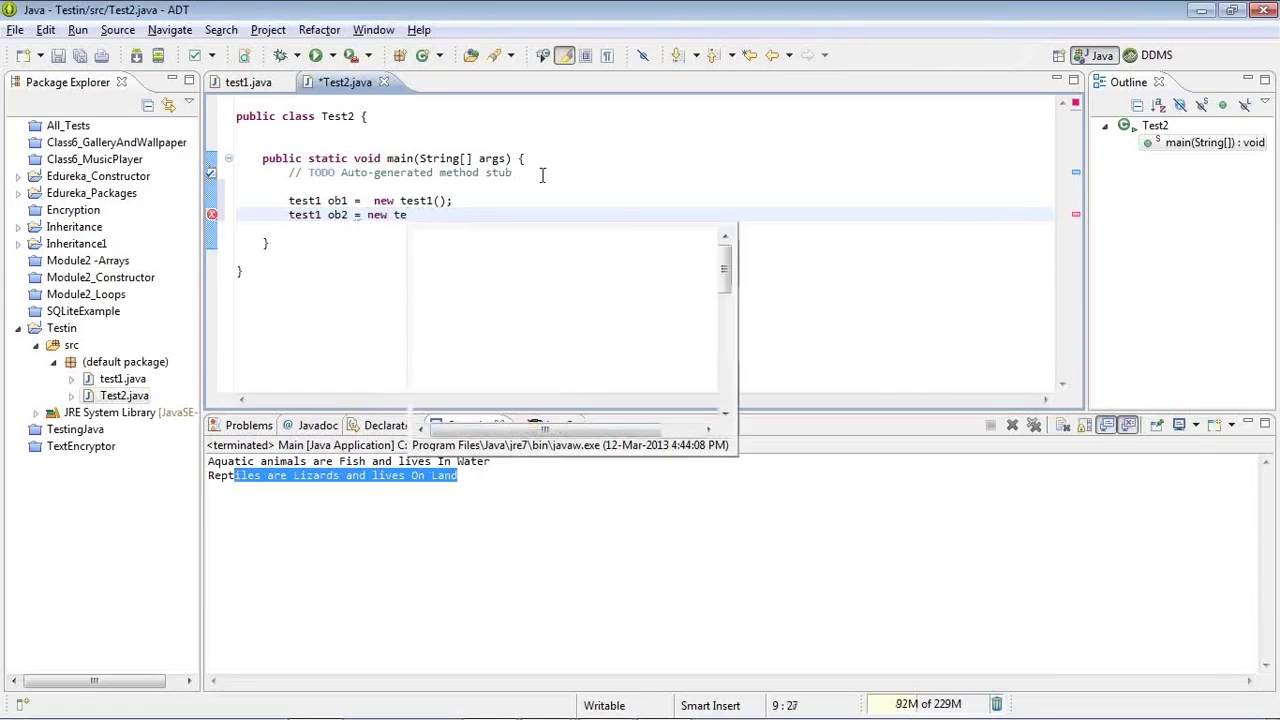 Java - Testin/src/Test2.java - ADT
File Edit Run Source Navigate Search Project Refactor Window Help
Java DDMS
Package Explorer
test1.java
*Test2.java
Outline
All_Tests
Class6_GalleryAndWallpaper
Class6_MusicPlayer
Edureka_Constructor
Edureka_Packages
Encryption
Inheritance
Inheritance1
Module2 -Arrays
Module2_Constructor
Module2_Loops
SQLiteExample
Testin
src
(default package)
test1.java
Test2.java
JRE System Library [JavaSE-
TestingJava
TextEncryptor
public class Test2 {
public static void main(String[] args) {
// TODO Auto-generated method stub
test1 ob1 =  new test1();
test1 ob2 = new te
}
}
Test2
main(String[]) : void
Problems Javadoc Declarat
<terminated> Main [Java Application] C: Program Files\Java\jre7\bin\javaw.exe (12-Mar-2013 4:44:08 PM)
Aquatic animals are Fish and lives In Water
Reptiles are Lizards and lives On Land
Writable Smart Insert 9 : 27 92M of 229M